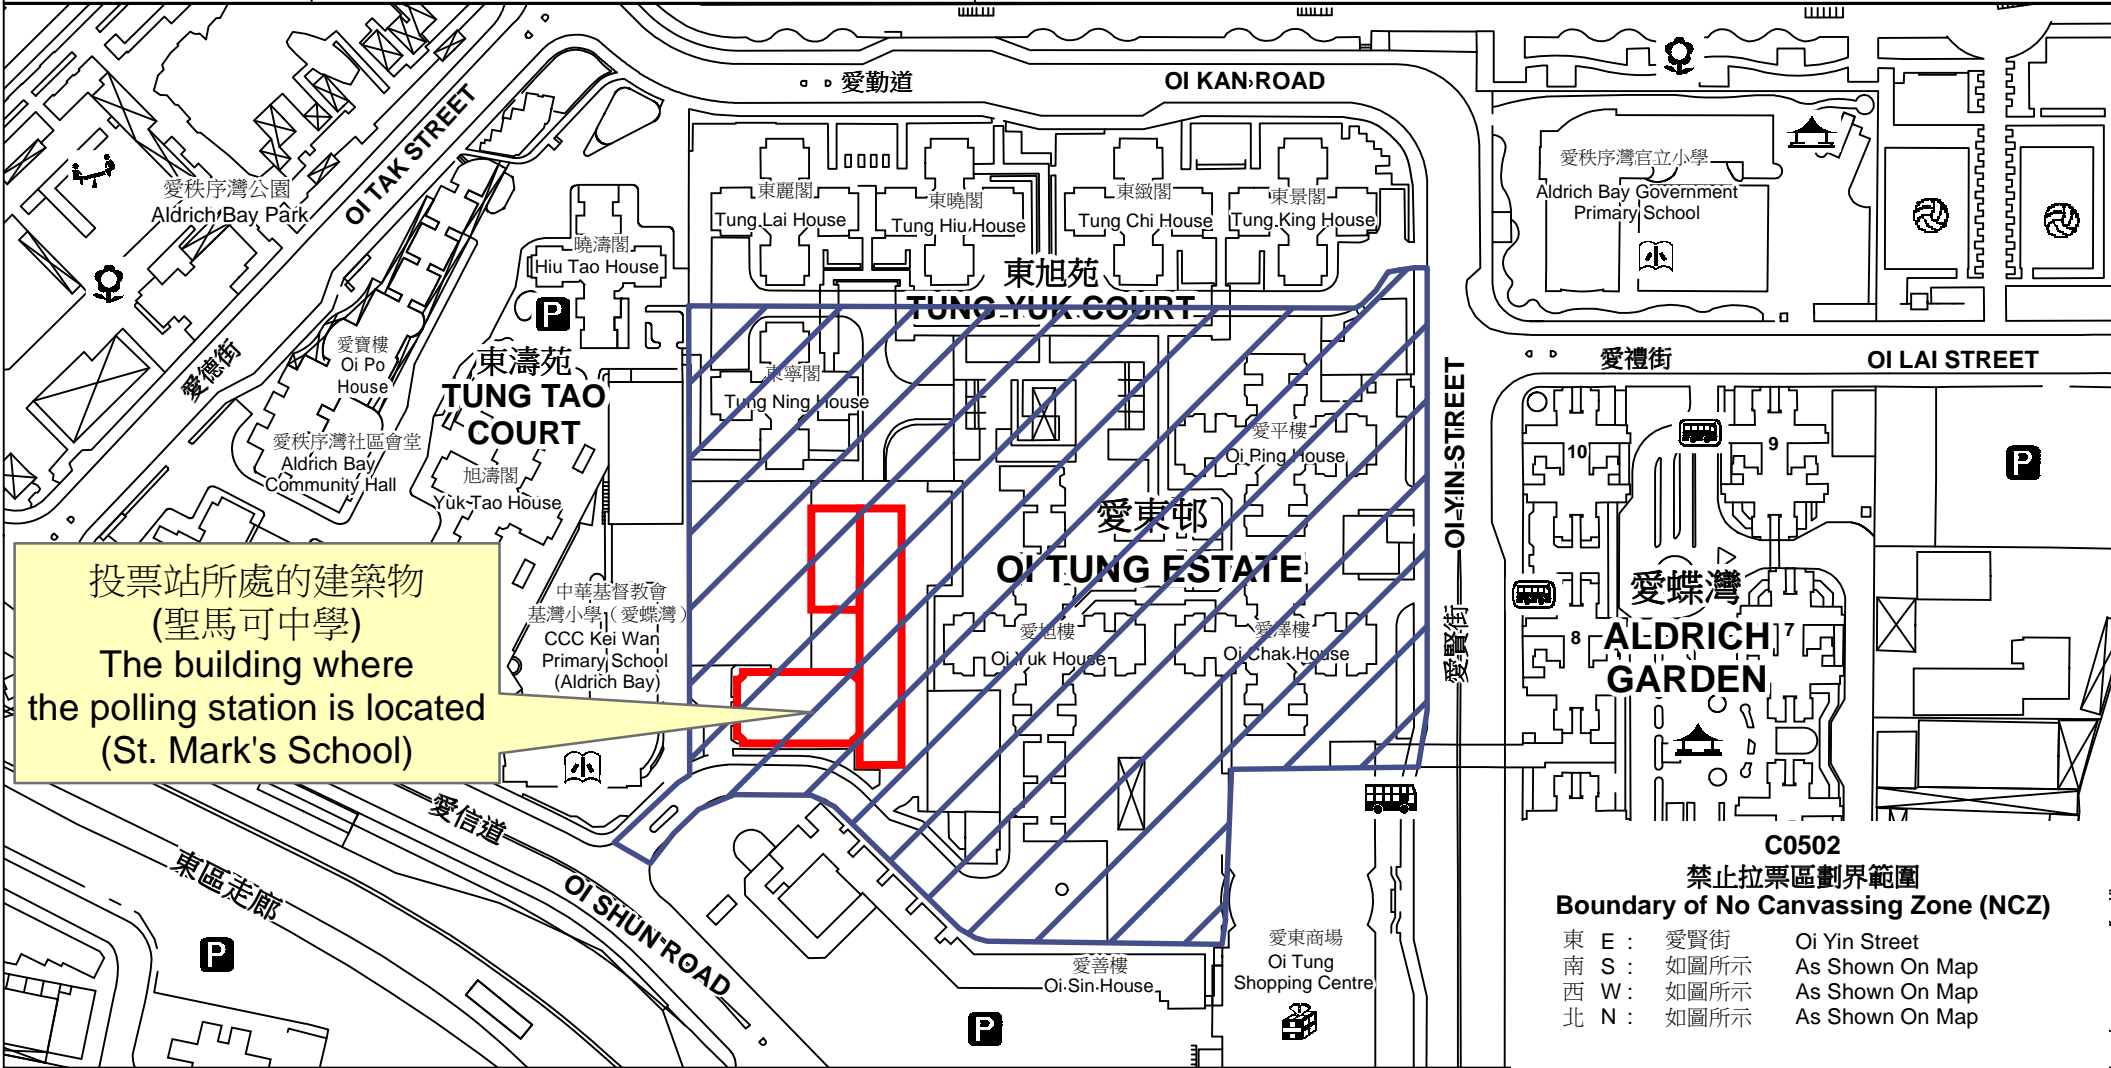 愛勤道
OI KAN ROAD
OI TAK STREET
愛德街
愛秩序灣公園
Aldrich Bay Park
曉濤閣
Hiu Tao House
東麗閣
Tung Lai House
東曉閣
Tung Hiu House
東緻閣
Tung Chi House
東景閣
Tung King House
東旭苑
TUNG YUK COURT
愛秩序灣官立小學
Aldrich Bay Government
Primary School
小
P
愛寶樓
Oi Po
House
東濤苑
TUNG TAO
COURT
東寧閣
Tung Ning House
愛禮街
OI LAI STREET
OI YIN STREET
愛賢街
愛秩序灣社區會堂
Aldrich Bay
Community Hall
旭濤閣
Yuk Tao House
愛平樓
Oi Ping House
10
9
P
愛東邨
OI TUNG ESTATE
投票站所處的建築物
(聖馬可中學)
The building where
the polling station is located
(St. Mark's School)
中華基督教會
基灣小學（愛蝶灣）
CCC Kei Wan
Primary School
(Aldrich Bay)
小
愛旭樓
Oi Yuk House
愛澤樓
Oi Chak House
愛蝶灣
ALDRICH
GARDEN
8
7
愛信道
OI SHUN ROAD
東區走廊
P
愛善樓
Oi Sin House
P
愛東商場
Oi Tung
Shopping Centre
C0502
禁止拉票區劃界範圍
Boundary of No Canvassing Zone (NCZ)
東 E : 愛賢街 Oi Yin Street
南 S : 如圖所示 As Shown On Map
西 W : 如圖所示 As Shown On Map
北 N : 如圖所示 As Shown On Map